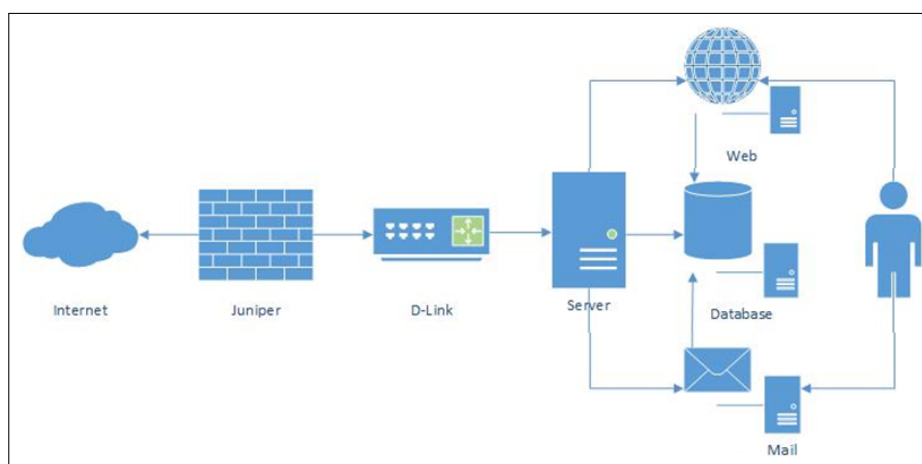 Web
Internet
Juniper
D-Link
Server
Database
Mail